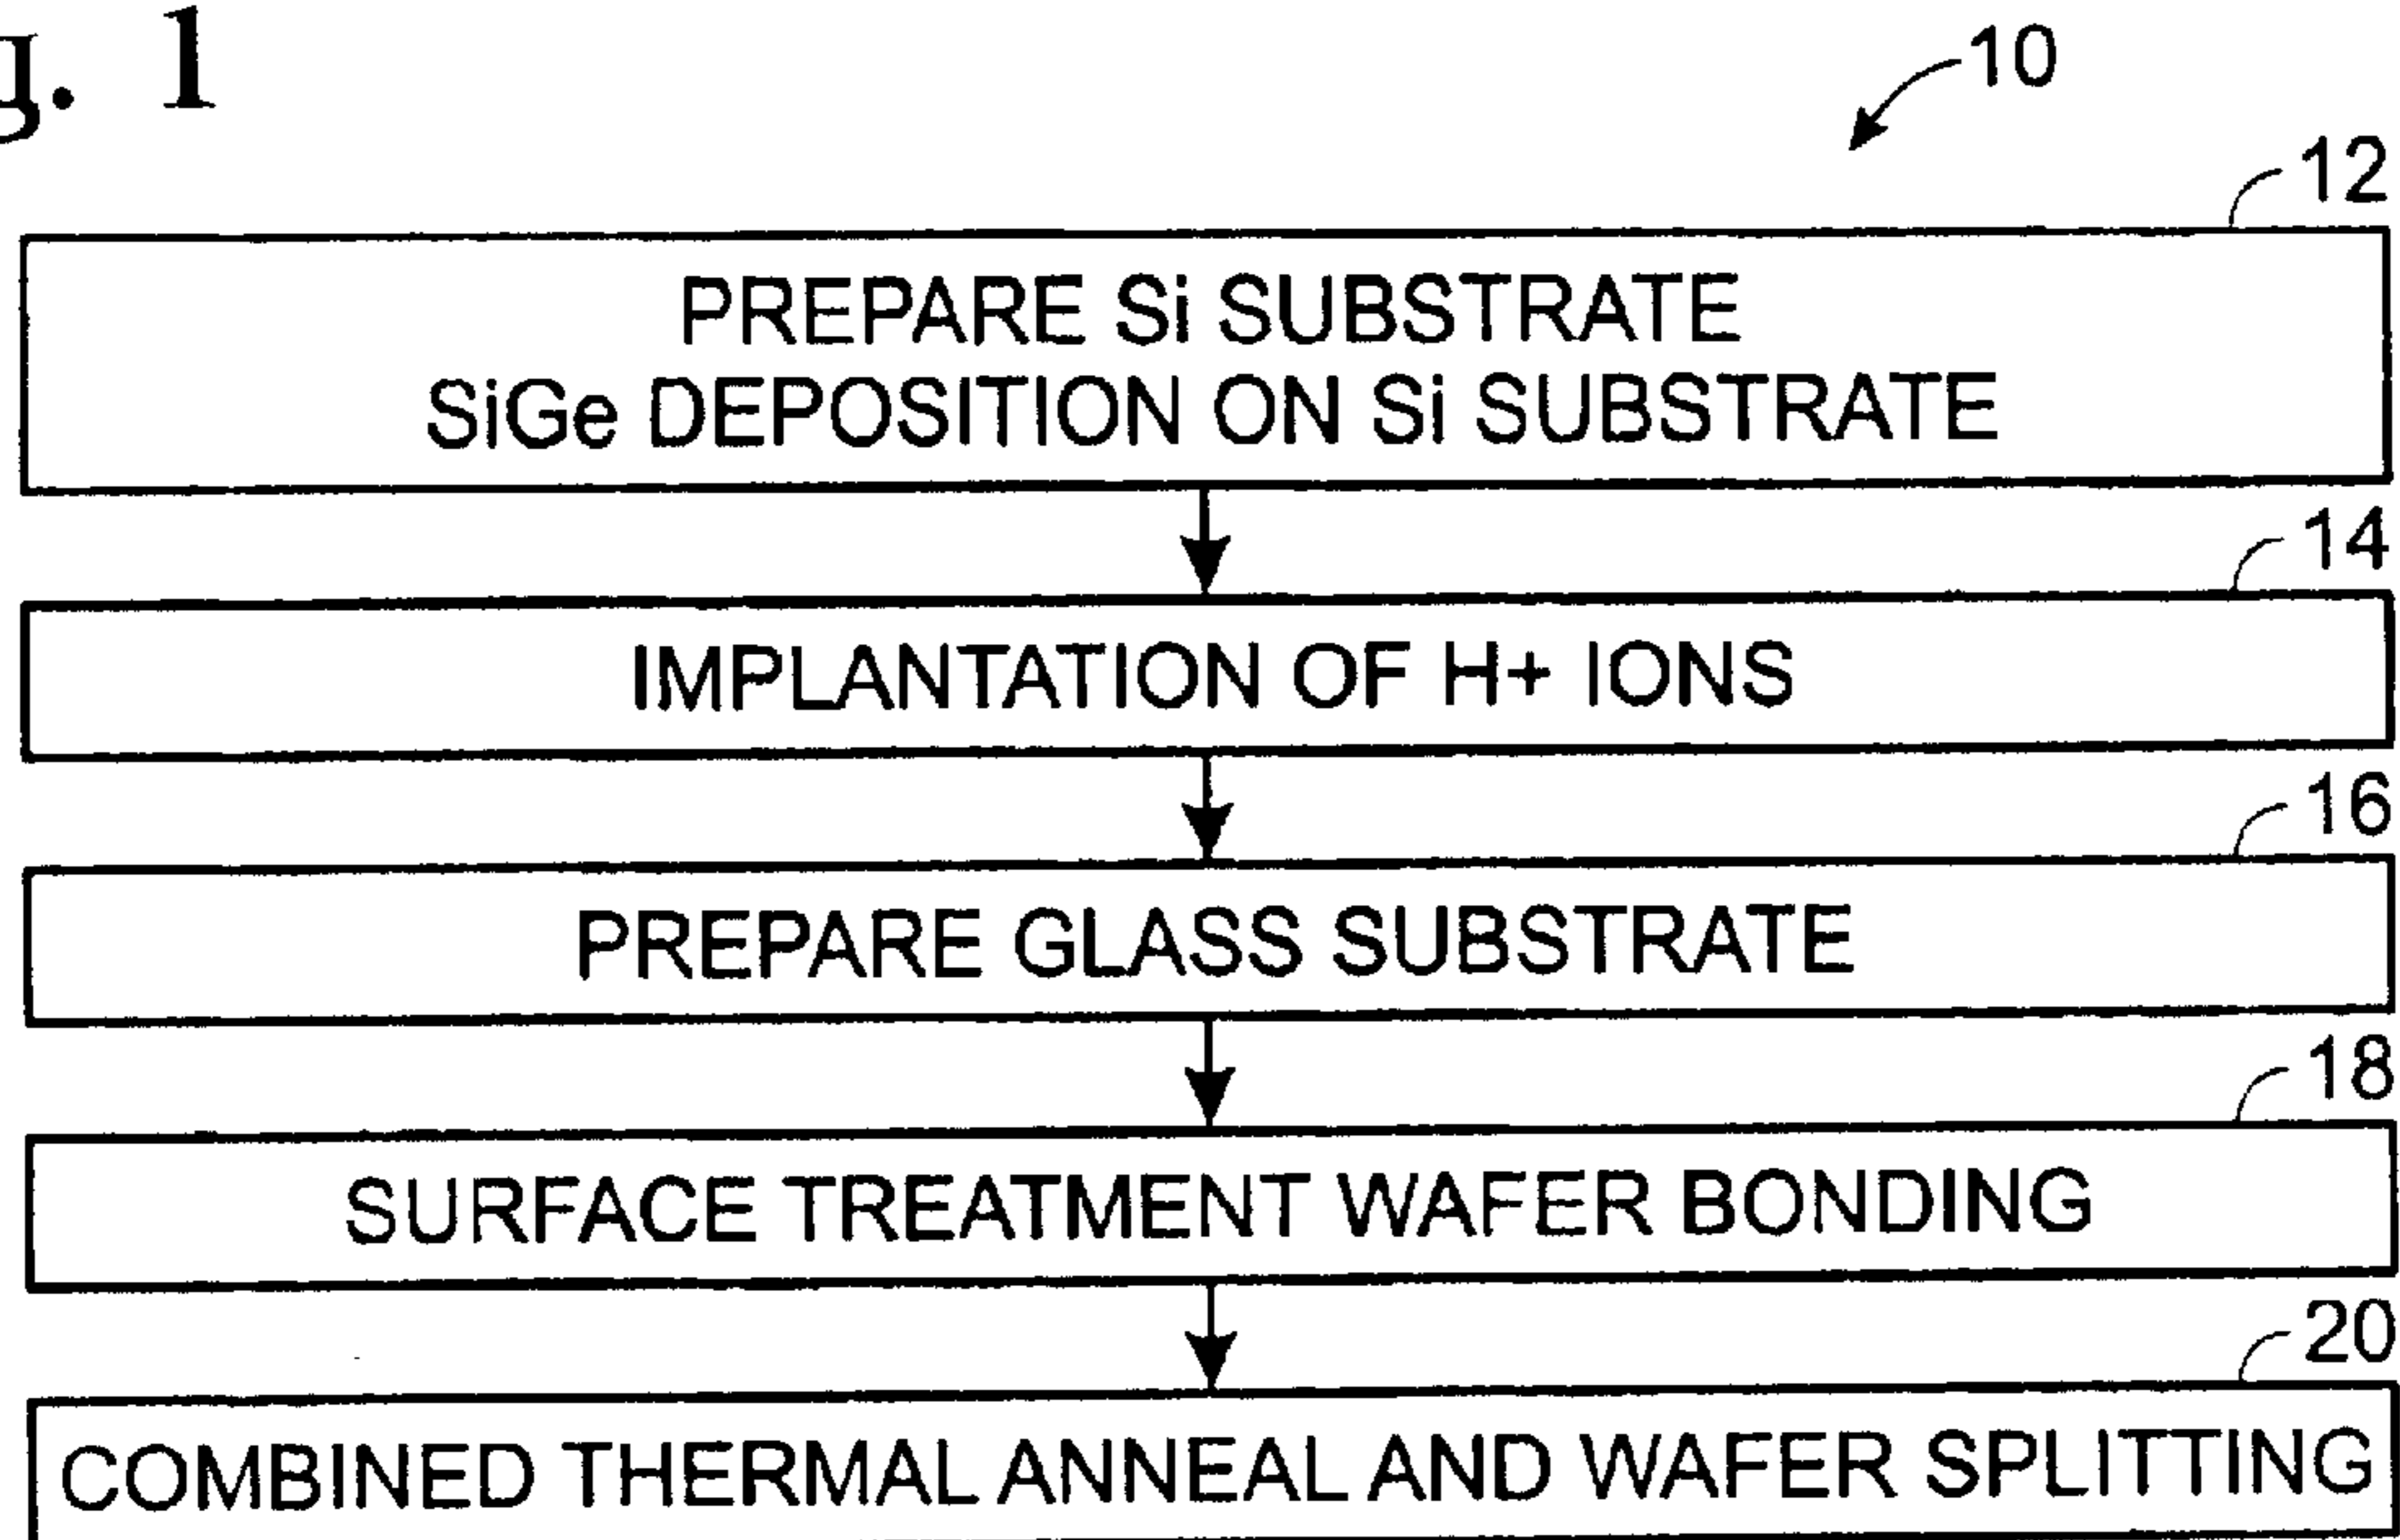 g. 1
10
12
PREPARE Si SUBSTRATE
SiGe DEPOSITION ON Si SUBSTRATE
14
IMPLANTATION OF H+ IONS
16
PREPARE GLASS SUBSTRATE
18
SURFACE TREATMENT WAFER BONDING
20
COMBINED THERMAL ANNEAL AND WAFER SPLITTING